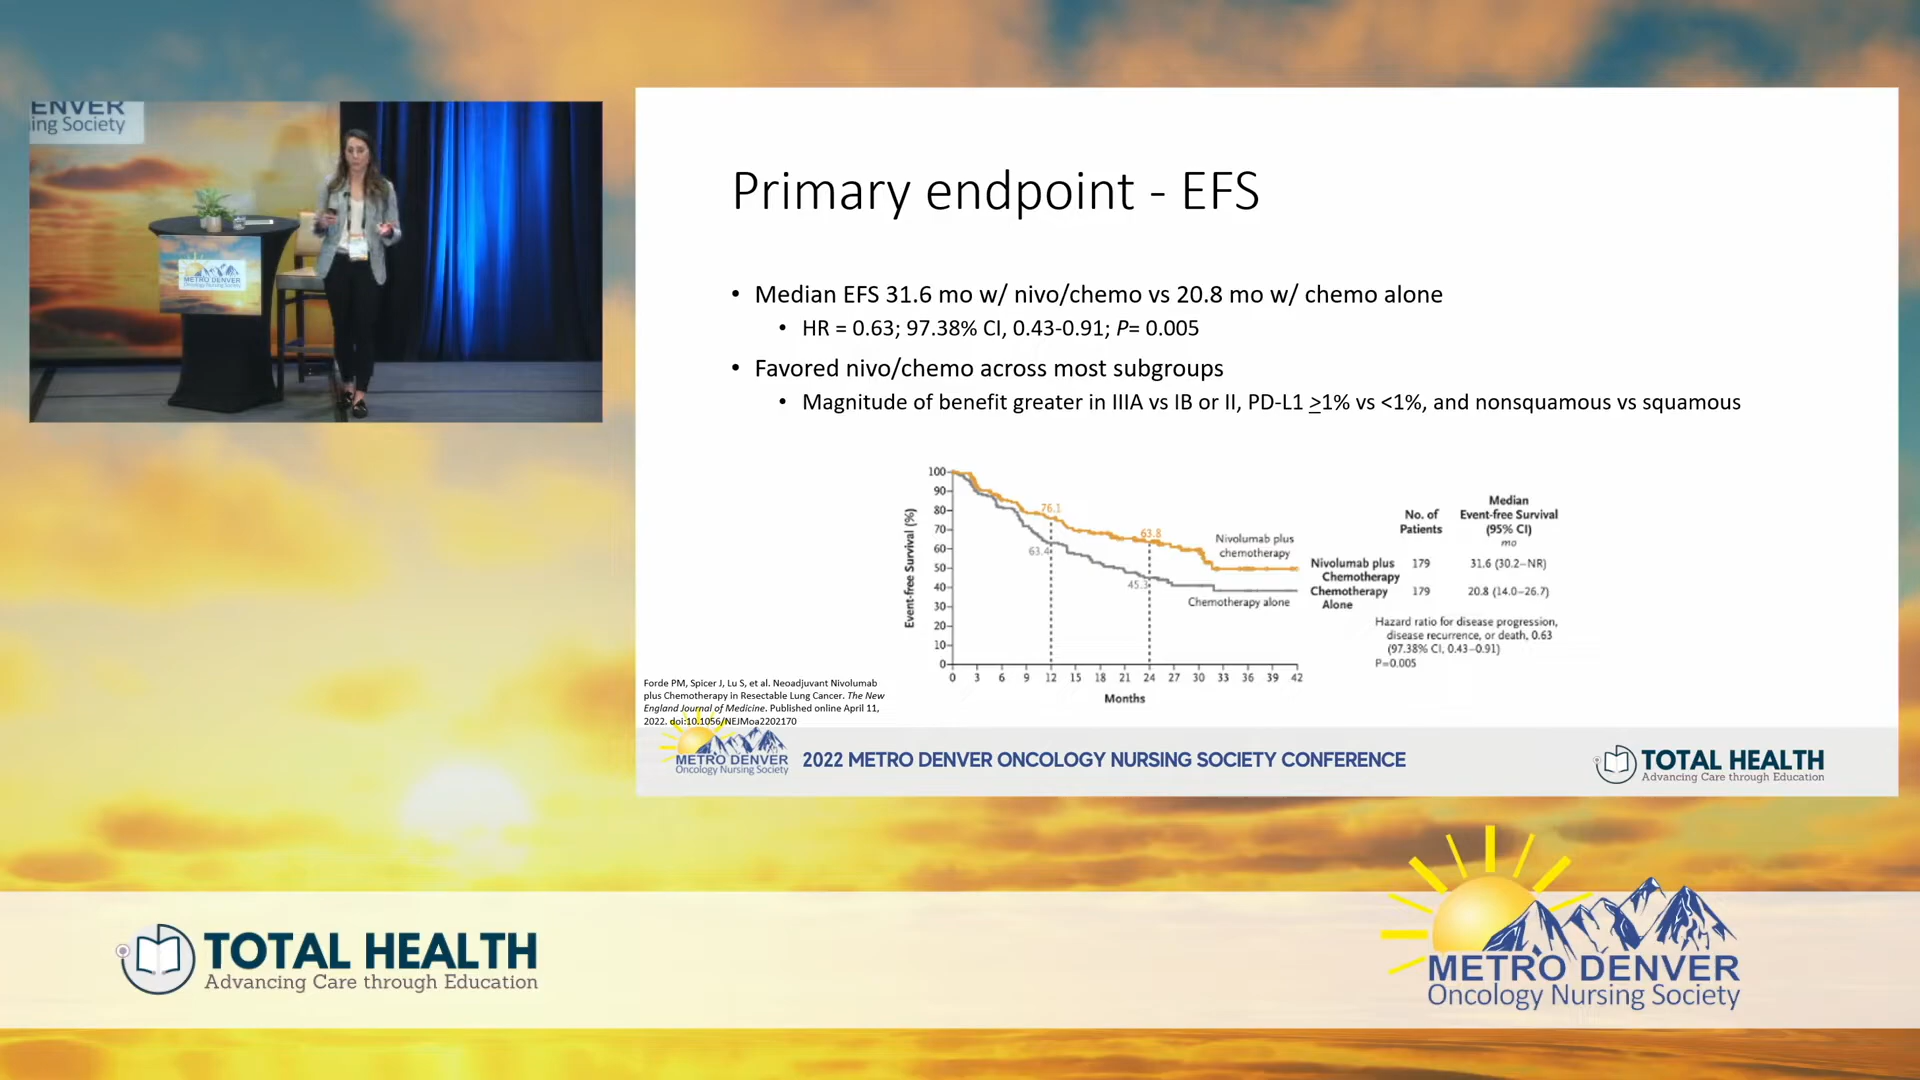 ENVER
ing Society
METRO DENVER
Oncology Nursing Society
Primary endpoint - EFS
• Median EFS 31.6 mo w/ nivo/chemo vs 20.8 mo w/ chemo alone
• HR = 0.63; 97.38% CI, 0.43-0.91; P= 0.005
• Favored nivo/chemo across most subgroups
• Magnitude of benefit greater in IIIA vs IB or II, PD-L1 ≥1% vs <1%, and nonsquamous vs squamous
Event-free Survival (%)
100
90
80
70
60
50
40
30
20
10
0
76.1
63.4
63.8
45.3
Nivolumab plus
chemotherapy
Chemotherapy alone
0 3 6 9 12 15 18 21 24 27 30 33 36 39 42
Months
No. of
Patients
Median
Event-free Survival
(95% CI)
mo
Nivolumab plus
Chemotherapy
179 31.6 (30.2–NR)
Chemotherapy
Alone
179 20.8 (14.0–26.7)
Hazard ratio for disease progression,
disease recurrence, or death, 0.63
(97.38% CI, 0.43–0.91)
P=0.005
Forde PM, Spicer J, Lu S, et al. Neoadjuvant Nivolumab
plus Chemotherapy in Resectable Lung Cancer. The New
England Journal of Medicine. Published online April 11,
2022. doi:10.1056/NEJMoa2202170
METRO DENVER
Oncology Nursing Society
2022 METRO DENVER ONCOLOGY NURSING SOCIETY CONFERENCE
TOTAL HEALTH
Advancing Care through Education
TOTAL HEALTH
Advancing Care through Education
METRO DENVER
Oncology Nursing Society